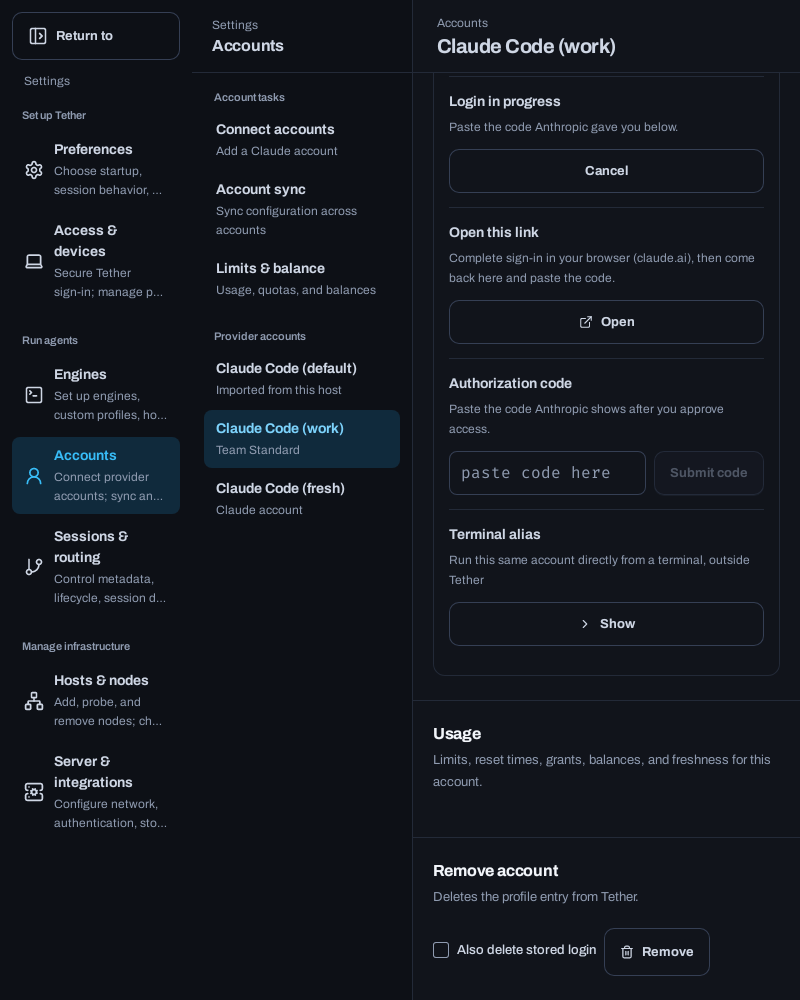 Return to
Settings
Set up Tether
Preferences
Choose startup,
session behavior, ...
Access &
devices
Secure Tether
sign-in; manage p...
Run agents
Engines
Set up engines,
custom profiles, ho...
Accounts
Connect provider
accounts; sync an...
Sessions &
routing
Control metadata,
lifecycle, session d...
Manage infrastructure
Hosts & nodes
Add, probe, and
remove nodes; ch...
Server &
integrations
Configure network,
authentication, sto...
Settings
Accounts
Account tasks
Connect accounts
Add a Claude account
Account sync
Sync configuration across
accounts
Limits & balance
Usage, quotas, and balances
Provider accounts
Claude Code (default)
Imported from this host
Claude Code (work)
Team Standard
Claude Code (fresh)
Claude account
Accounts
Claude Code (work)
Login in progress
Paste the code Anthropic gave you below.
Cancel
Open this link
Complete sign-in in your browser (claude.ai), then come
back here and paste the code.
Open
Authorization code
Paste the code Anthropic shows after you approve
access.
paste code here
Submit code
Terminal alias
Run this same account directly from a terminal, outside
Tether
Show
Usage
Limits, reset times, grants, balances, and freshness for this
account.
Remove account
Deletes the profile entry from Tether.
Also delete stored login
Remove